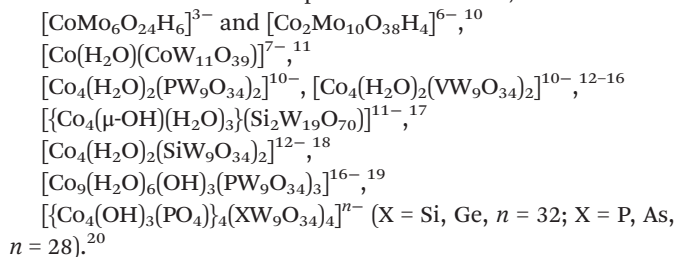 [CoMo₆O₂₄H₆]³⁻ and [Co₂Mo₁₀O₃₈H₄]⁶⁻,¹⁰
[Co(H₂O)(CoW₁₁O₃₉)]⁷⁻,¹¹
[Co₄(H₂O)₂(PW₉O₃₄)₂]¹⁰⁻, [Co₄(H₂O)₂(VW₉O₃₄)₂]¹⁰⁻,¹²⁻¹⁶
[{Co₄(μ-OH)(H₂O)₃}(Si₂W₁₉O₇₀)]¹¹⁻,¹⁷
[Co₄(H₂O)₂(SiW₉O₃₄)₂]¹²⁻,¹⁸
[Co₉(H₂O)₆(OH)₃(PW₉O₃₄)₃]¹⁶⁻,¹⁹
[{Co₄(OH)₃(PO₄)}₄(XW₉O₃₄)₄]ⁿ⁻ (X = Si, Ge, n = 32; X = P, As,
n = 28).²⁰